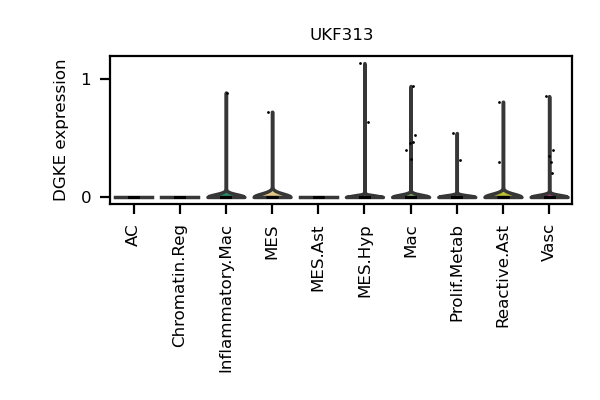 UKF313
DGKE expression
1
0
AC
Chromatin.Reg
Inflammatory.Mac
MES
MES.Ast
MES.Hyp
Mac
Prolif.Metab
Reactive.Ast
Vasc